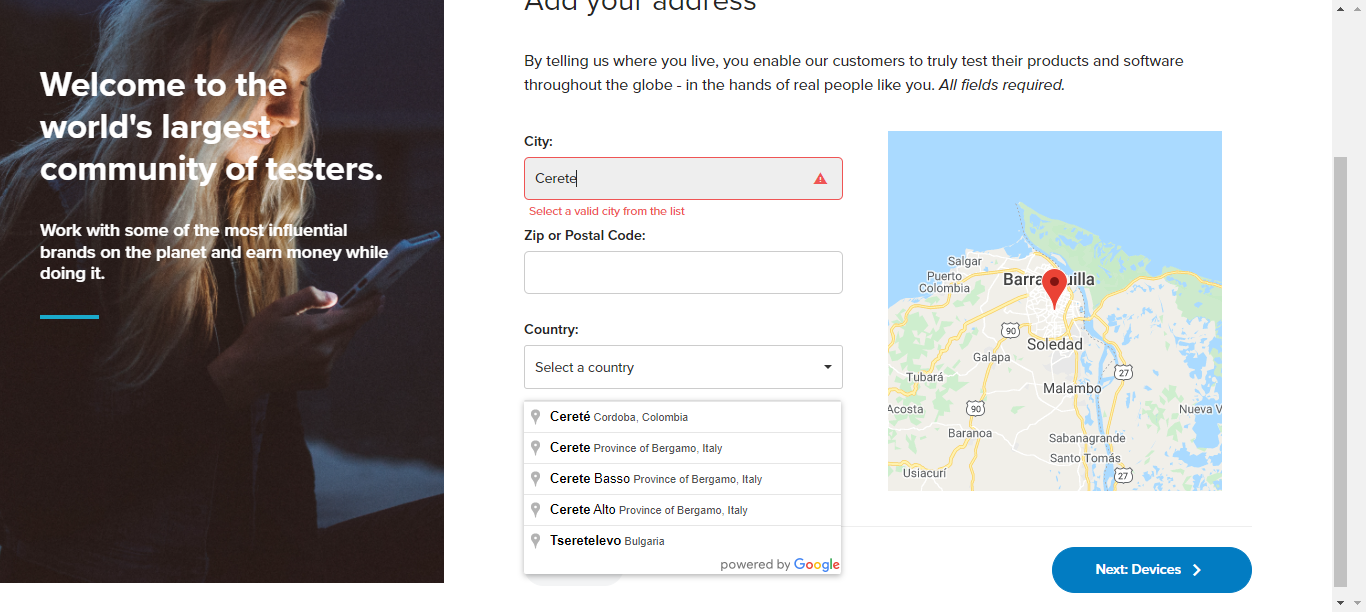 Add your address
Welcome to the
world's largest
community of testers.
Work with some of the most influential
brands on the planet and earn money while
doing it.
By telling us where you live, you enable our customers to truly test their products and software
throughout the globe - in the hands of real people like you. All fields required.
City:
Cerete
Select a valid city from the list
Zip or Postal Code:
Country:
Select a country
Cereté Cordoba, Colombia
Cerete Province of Bergamo, Italy
Cerete Basso Province of Bergamo, Italy
Cerete Alto Province of Bergamo, Italy
Tseretelevo Bulgaria
powered by Google
Salgar
Puerto
Colombia
Barra uilla
90
Soledad
Galapa
27
Tubará
Malambo
Acosta
90
Nueva V
Baranoa
Sabanagrande
Santo Tomás
Usiacurí
27
Next: Devices